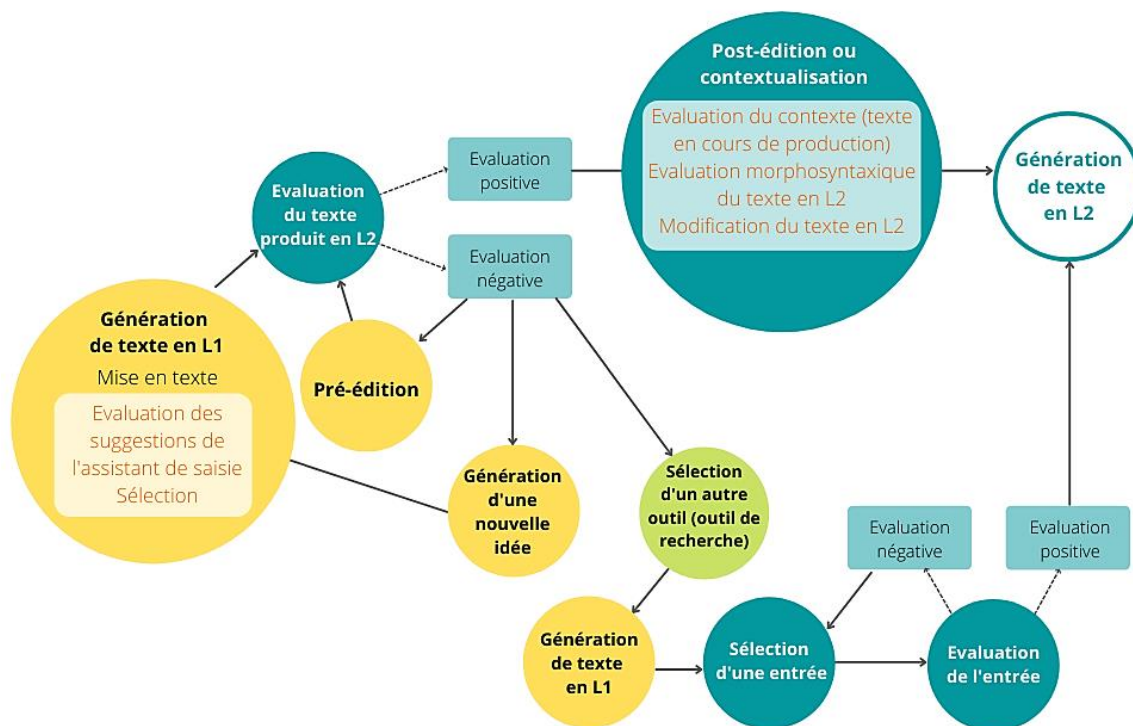 Post-édition ou
contextualisation
Evaluation du contexte (texte
en cours de production)
Evaluation morphosyntaxique
du texte en L2
Modification du texte en L2
Génération
de texte
en L2
Evaluation
positive
Evaluation
du texte
produit en L2
Evaluation
négative
Génération
de texte en L1
Mise en texte
Evaluation des
suggestions de
l'assistant de saisie
Sélection
Pré-édition
Génération
d'une
nouvelle
idée
Sélection
d'un autre
outil (outil de
recherche)
Evaluation
négative
Evaluation
positive
Génération
de texte
en L1
Sélection
d'une entrée
Evaluation
de l'entrée